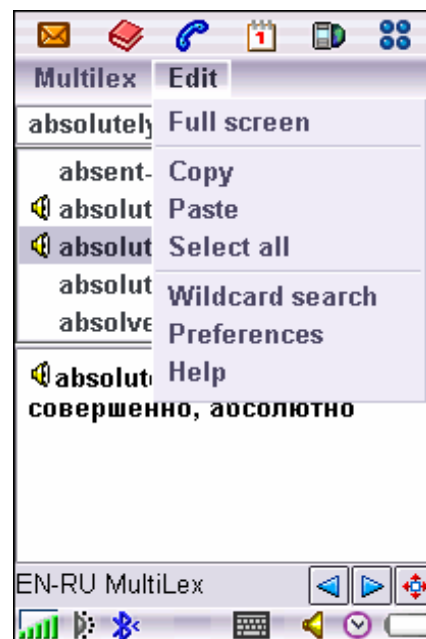 1
Multilex Edit
absolutely
Full screen
absent-
Copy
absolut
Paste
absolut
Select all
absolut
Wildcard search
absolve
Preferences
Help
absolut
совершенно, абсолютно
EN-RU MultiLex